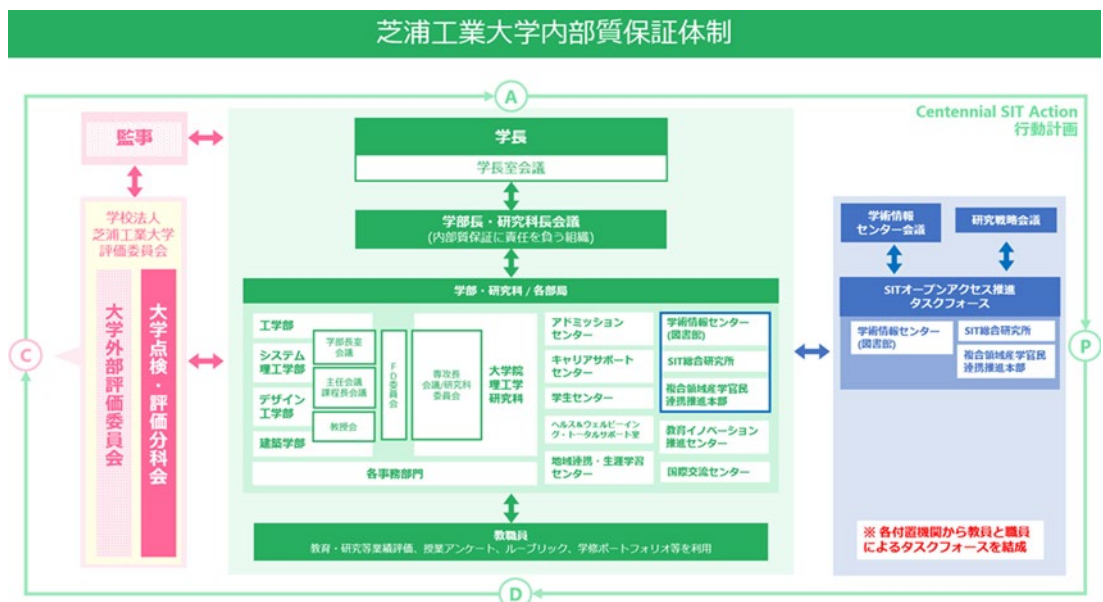 芝浦工業大学内部質保証体制
A
Centennial SIT Action
行動計画
監事
学校法人
芝浦工業大学
評価委員会
大学外部評価委員会
大学点検・評価分科会
C
学長
学長室会議
学部長・研究科長会議
(内部質保証に責任を負う組織)
学部・研究科 / 各部局
工学部
システム
理工学部
デザイン
工学部
建築学部
学部長室
会議
主任会議
課程長会議
教授会
FD委員会
専攻長
会議/研究科
委員会
大学院
理工学
研究科
各事務部門
アドミッション
センター
キャリアサポート
センター
学生センター
ヘルス&ウェルビーイン
グ・トータルサポート室
地域連携・生涯学習
センター
学術情報センター
(図書館)
SIT総合研究所
複合領域産学官民
連携推進本部
教育イノベーション
推進センター
国際交流センター
教職員
教育・研究等業績評価、授業アンケート、ルーブリック、学修ポートフォリオ等を利用
学術情報
センター会議
研究戦略会議
SITオープンアクセス推進
タスクフォース
学術情報センター
(図書館)
SIT総合研究所
複合領域産学官民
連携推進本部
※ 各付置機関から教員と職員
によるタスクフォースを結成
P
D